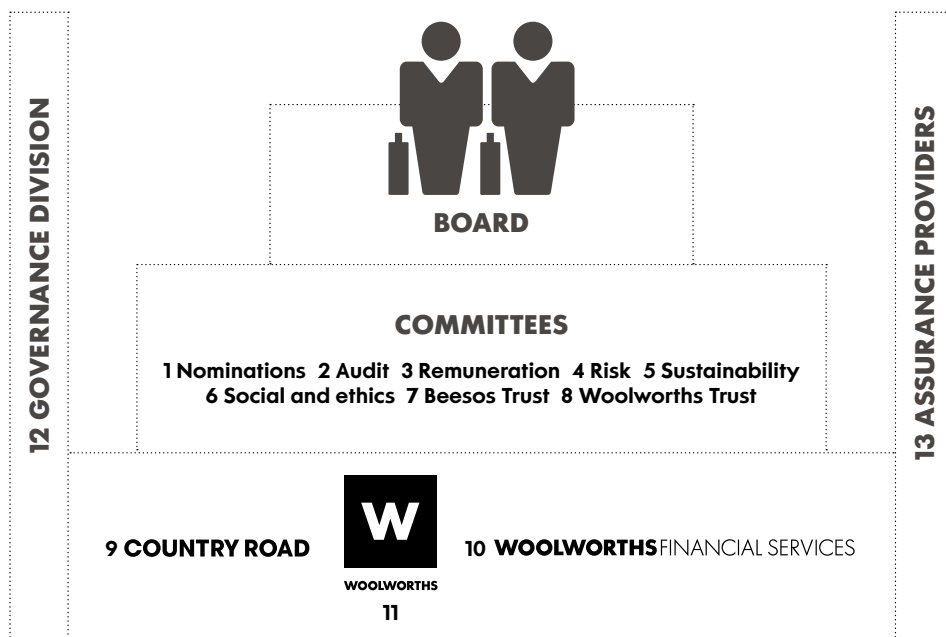 12 GOVERNANCE DIVISION
BOARD
COMMITTEES
1 Nominations 2 Audit 3 Remuneration 4 Risk 5 Sustainability
6 Social and ethics 7 Beesos Trust 8 Woolworths Trust
9 COUNTRY ROAD
W
WOOLWORTHS
11
10 WOOLWORTHS FINANCIAL SERVICES
13 ASSURANCE PROVIDERS